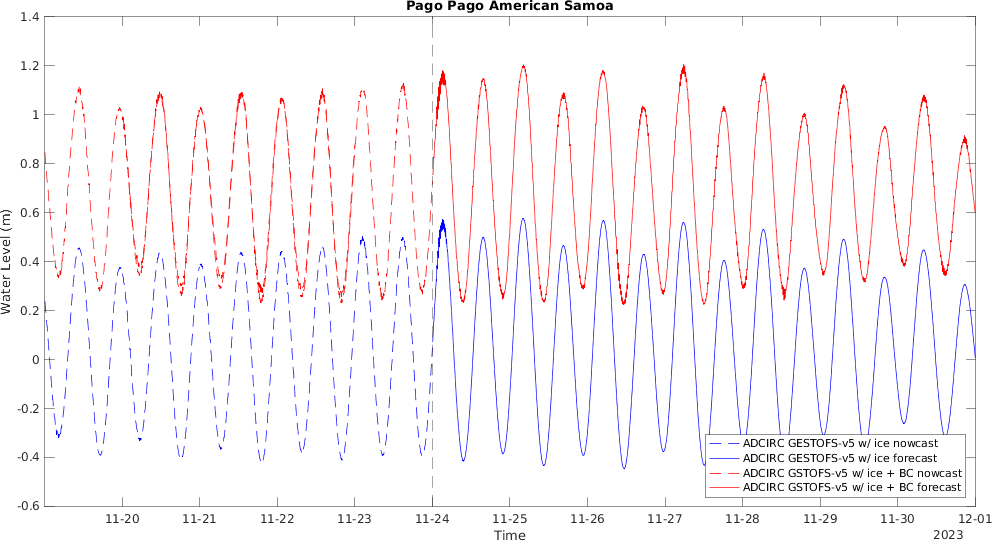 Pago Pago American Samoa
1.4
1.2
1
0.8
0.6
0.4
0.2
0
-0.2
-0.4
-0.6
Water Level (m)
ADCIRC GESTOFS-v5 w/ ice nowcast
ADCIRC GESTOFS-v5 w/ ice forecast
ADCIRC GSTOFS-v5 w/ ice + BC nowcast
ADCIRC GSTOFS-v5 w/ ice + BC forecast
11-20 11-21 11-22 11-23 11-24 11-25 11-26 11-27 11-28 11-29 11-30 12-01
Time
2023